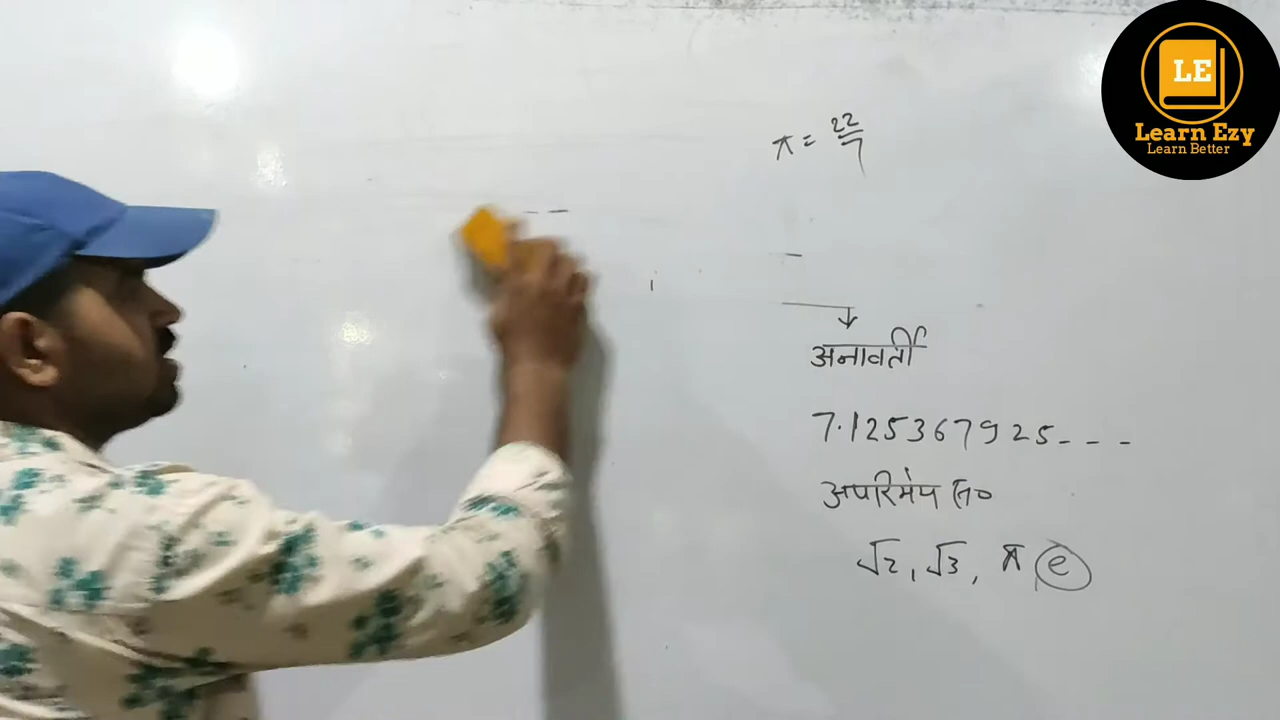 LE
Learn Ezy
Learn Better
π = 22/7
अनावर्ती
7.125367925---
अपरिमेय सं०
√2, √3, π, e